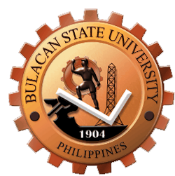 BULACAN STATE UNIVERSITY
1904
PHILIPPINES